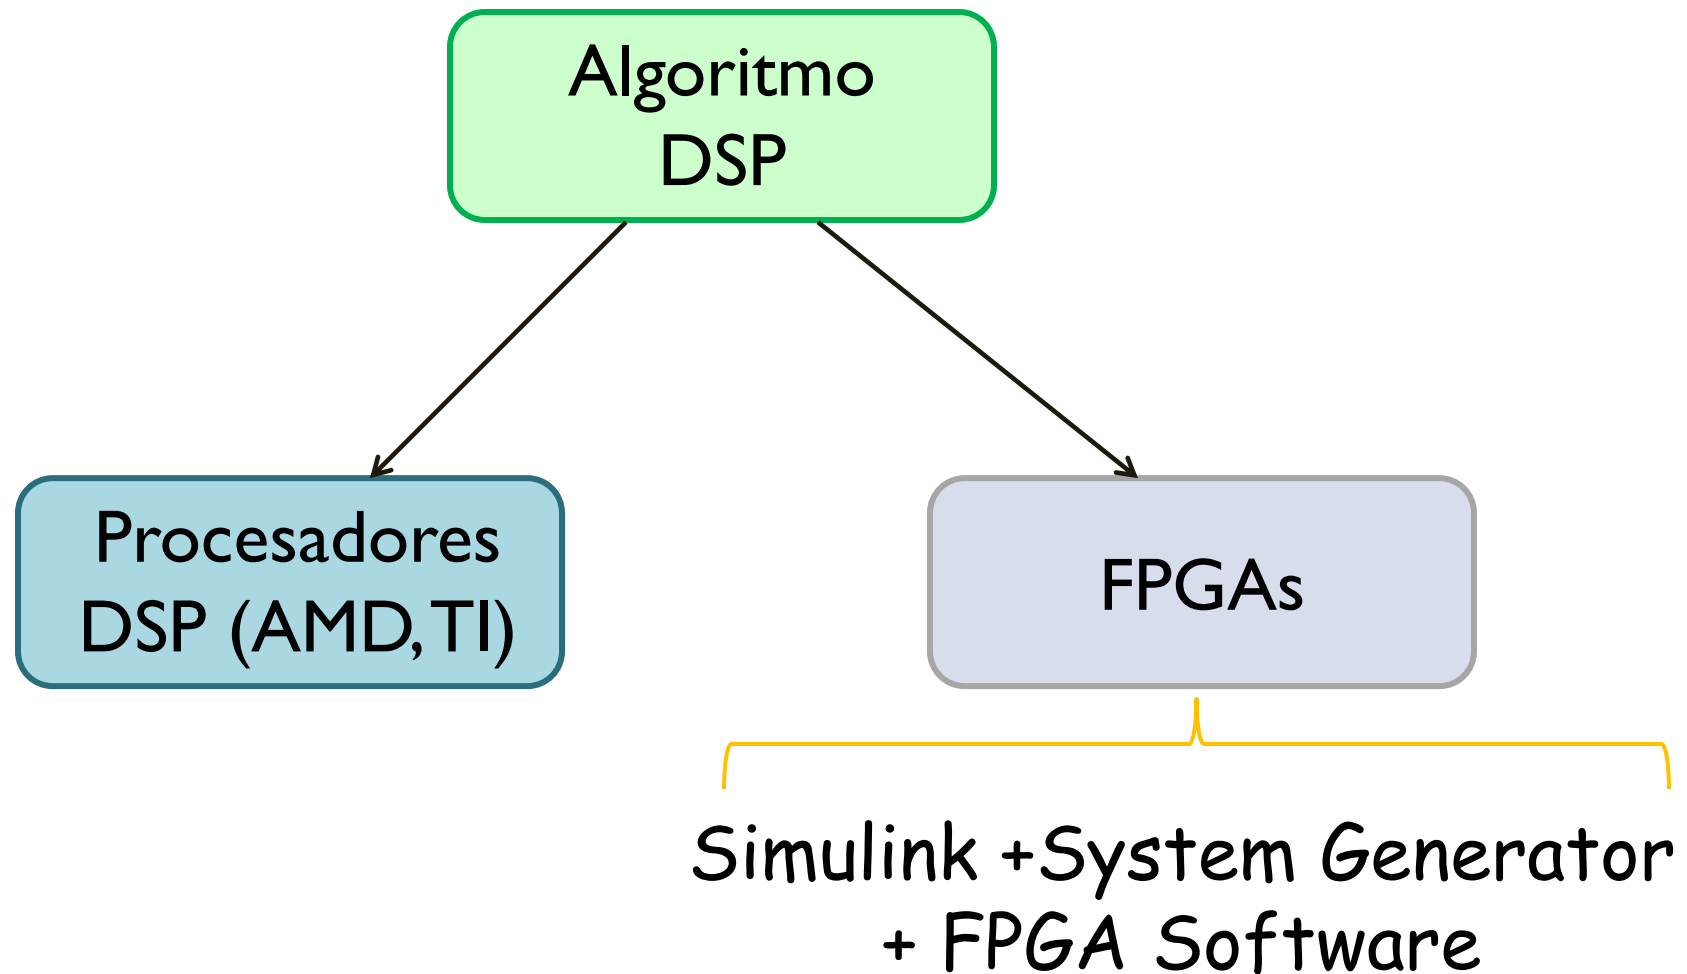 Algoritmo
DSP
Procesadores
DSP (AMD, TI)
FPGAs
Simulink +System Generator
+ FPGA Software